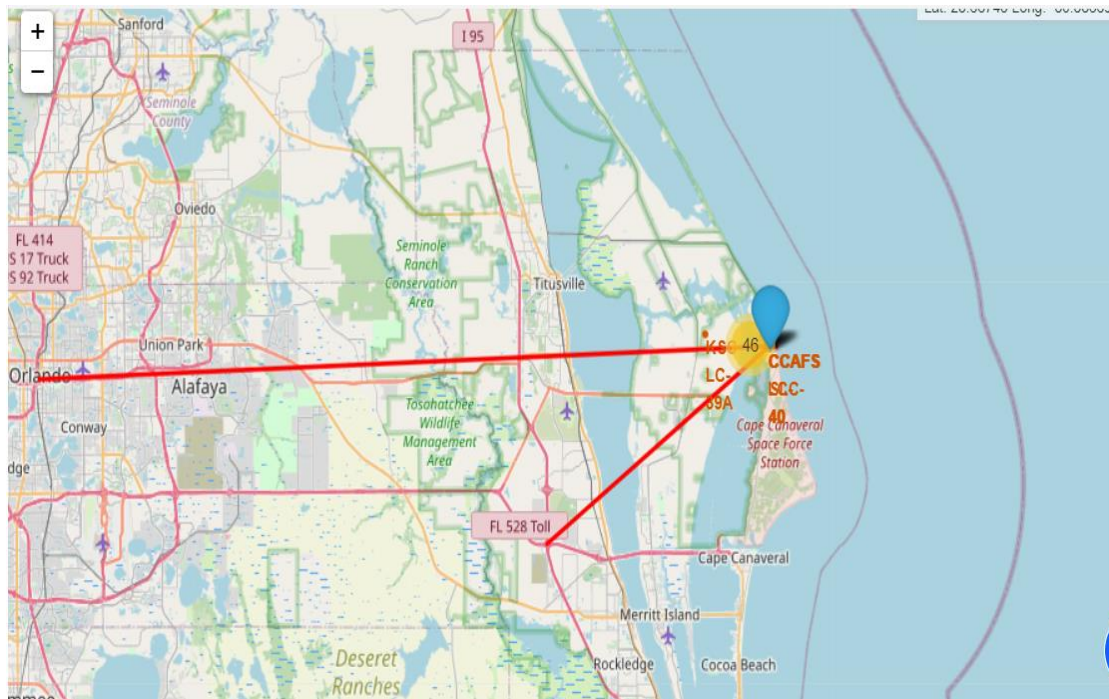 +
−
Sanford
I 95
Seminole
County
Oviedo
FL 414
S 17 Truck
S 92 Truck
Seminole
Ranch
Conservation
Area
Titusville
Union Park
46
CCAFS
LC-
39A
40
Orlando
Alafaya
Conway
Tosohatchee
Wildlife
Management
Area
Cape Canaveral
Space Force
Station
dge
FL 528 Toll
Cape Canaveral
Merritt Island
Deseret
Ranches
Rockledge
Cocoa Beach